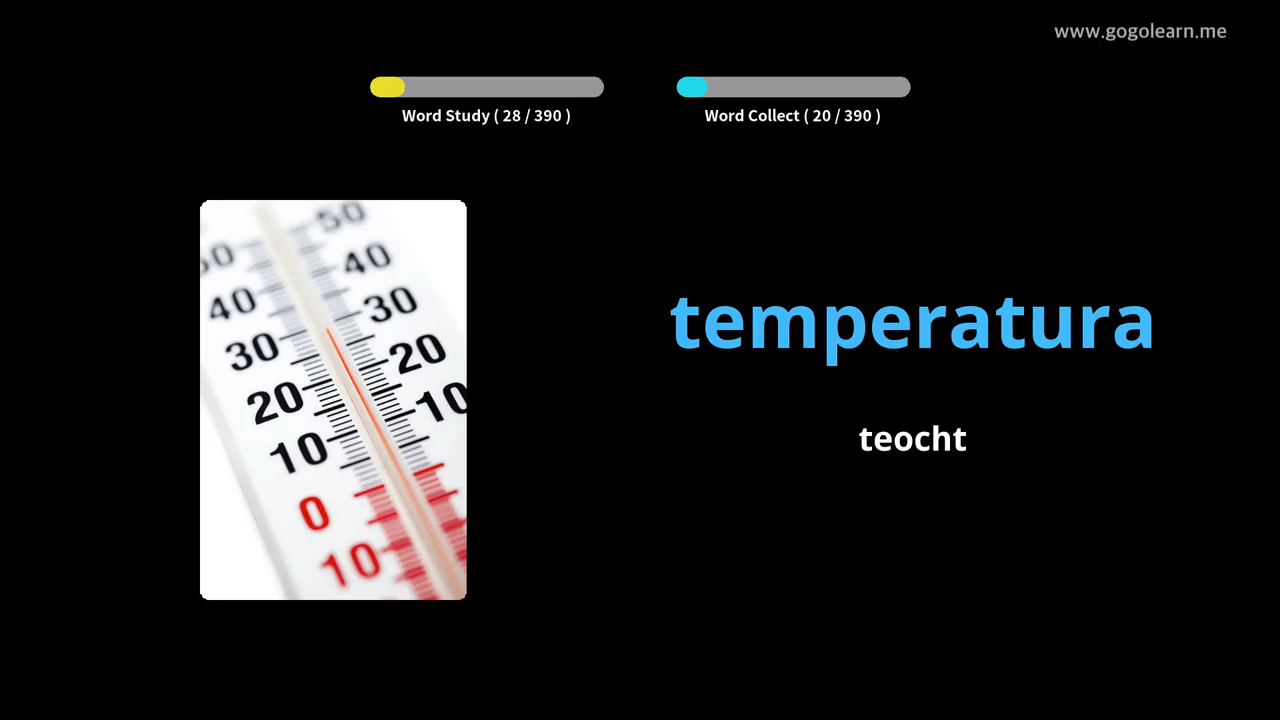 www.gogolearn.me
Word Study ( 28 / 390 )
Word Collect ( 20 / 390 )
50
40
40
30
30
20
20
10
10
0
10
temperatura
teocht